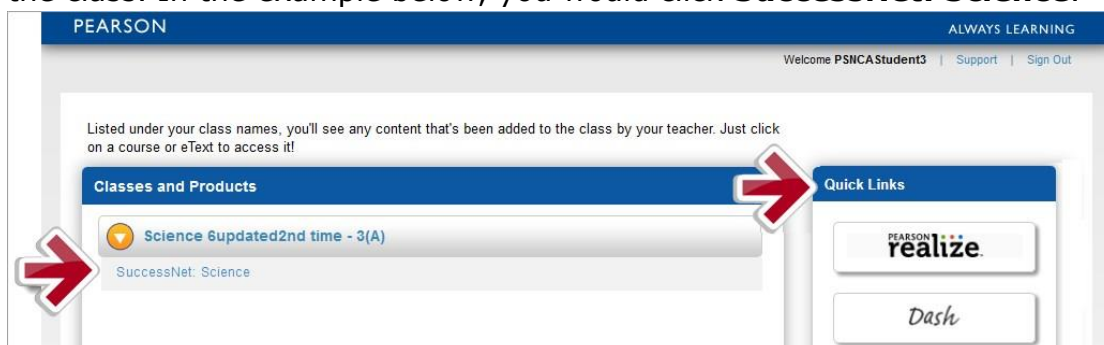 the class. In the example below, you would click SuccessNet: Science.
PEARSON
ALWAYS LEARNING
Welcome PSNCAStudent3 | Support | Sign Out
Listed under your class names, you'll see any content that's been added to the class by your teacher. Just click
on a course or eText to access it!
Classes and Products
Science 6updated2nd time - 3(A)
SuccessNet: Science
Quick Links
PEARSON
realize.
Dash